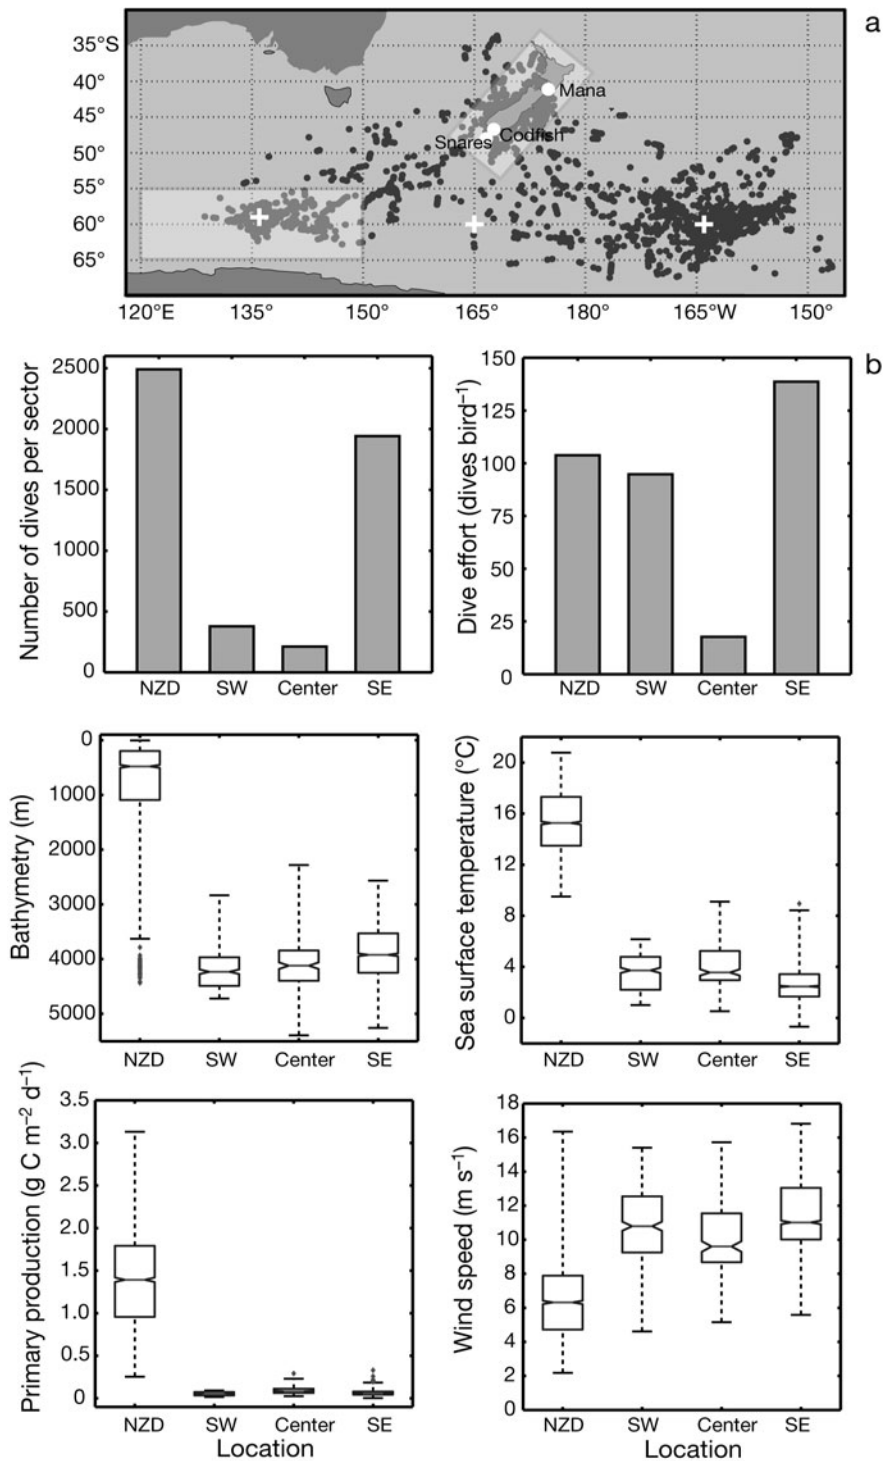 a
35°S
40°
45°
50°
55°
60°
65°
Mana
Codfish
Snares
120°E 135° 150° 165° 180° 165°W 150°
b
Number of dives per sector
2500
2000
1500
1000
500
0
NZD SW Center SE
Dive effort (dives bird⁻¹)
150
125
100
75
50
25
0
NZD SW Center SE
Bathymetry (m)
0
1000
2000
3000
4000
5000
NZD SW Center SE
Sea surface temperature (°C)
20
16
12
8
4
0
NZD SW Center SE
Primary production (g C m⁻² d⁻¹)
3.5
3.0
2.5
2.0
1.5
1.0
0.5
0
NZD SW Center SE
Location
Wind speed (m s⁻¹)
18
16
14
12
10
8
6
4
2
0
NZD SW Center SE
Location